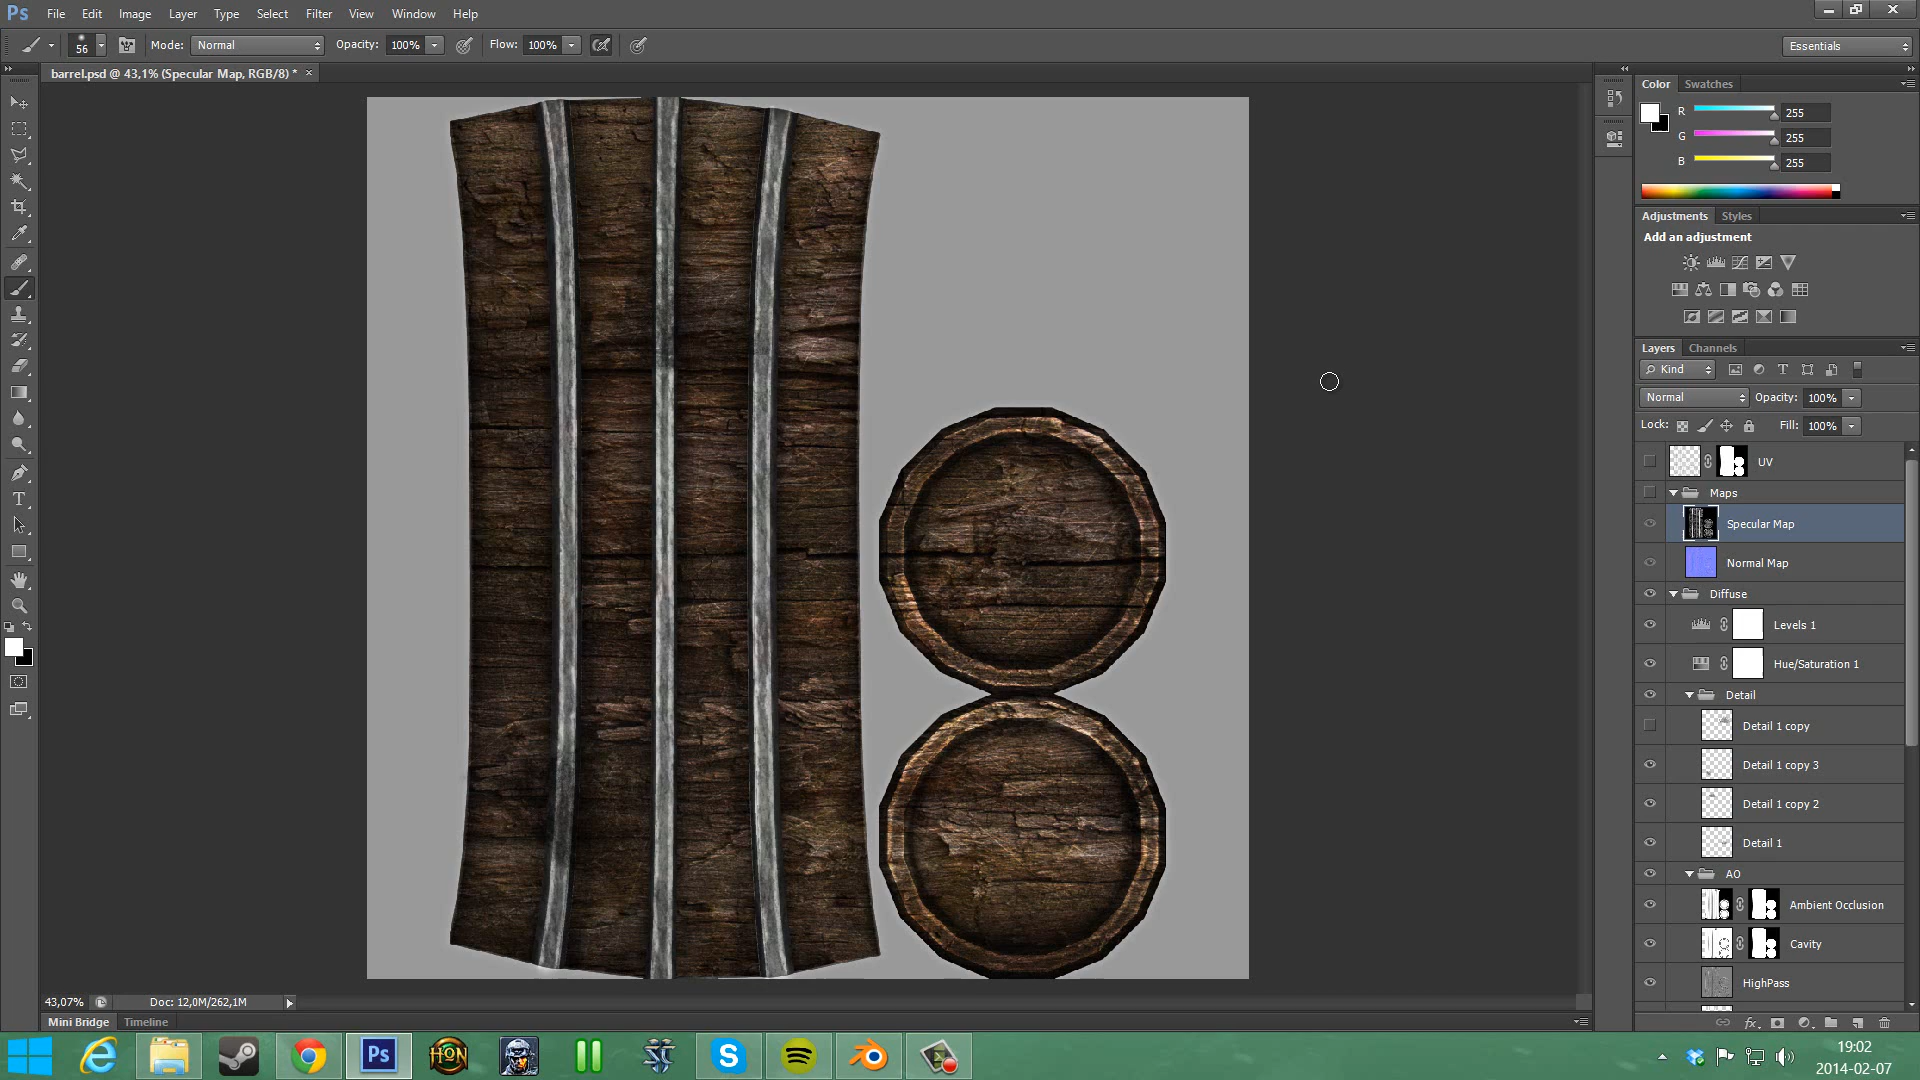 Ps File Edit Image Layer Type Select Filter View Window Help
56 Mode: Normal Opacity: 100% Flow: 100% Essentials
barrel.psd @ 43,1% (Specular Map, RGB/8) * ×
Color Swatches
R 255
G 255
B 255
Adjustments Styles
Add an adjustment
Layers Channels
Kind
Normal Opacity: 100%
Lock: Fill: 100%
UV
Maps
Specular Map
Normal Map
Diffuse
Levels 1
Hue/Saturation 1
Detail
Detail 1 copy
Detail 1 copy 3
Detail 1 copy 2
Detail 1
AO
Ambient Occlusion
Cavity
HighPass
43,07% Doc: 12,0M/262,1M
Mini Bridge Timeline
Ps HON
19:02
2014-02-07